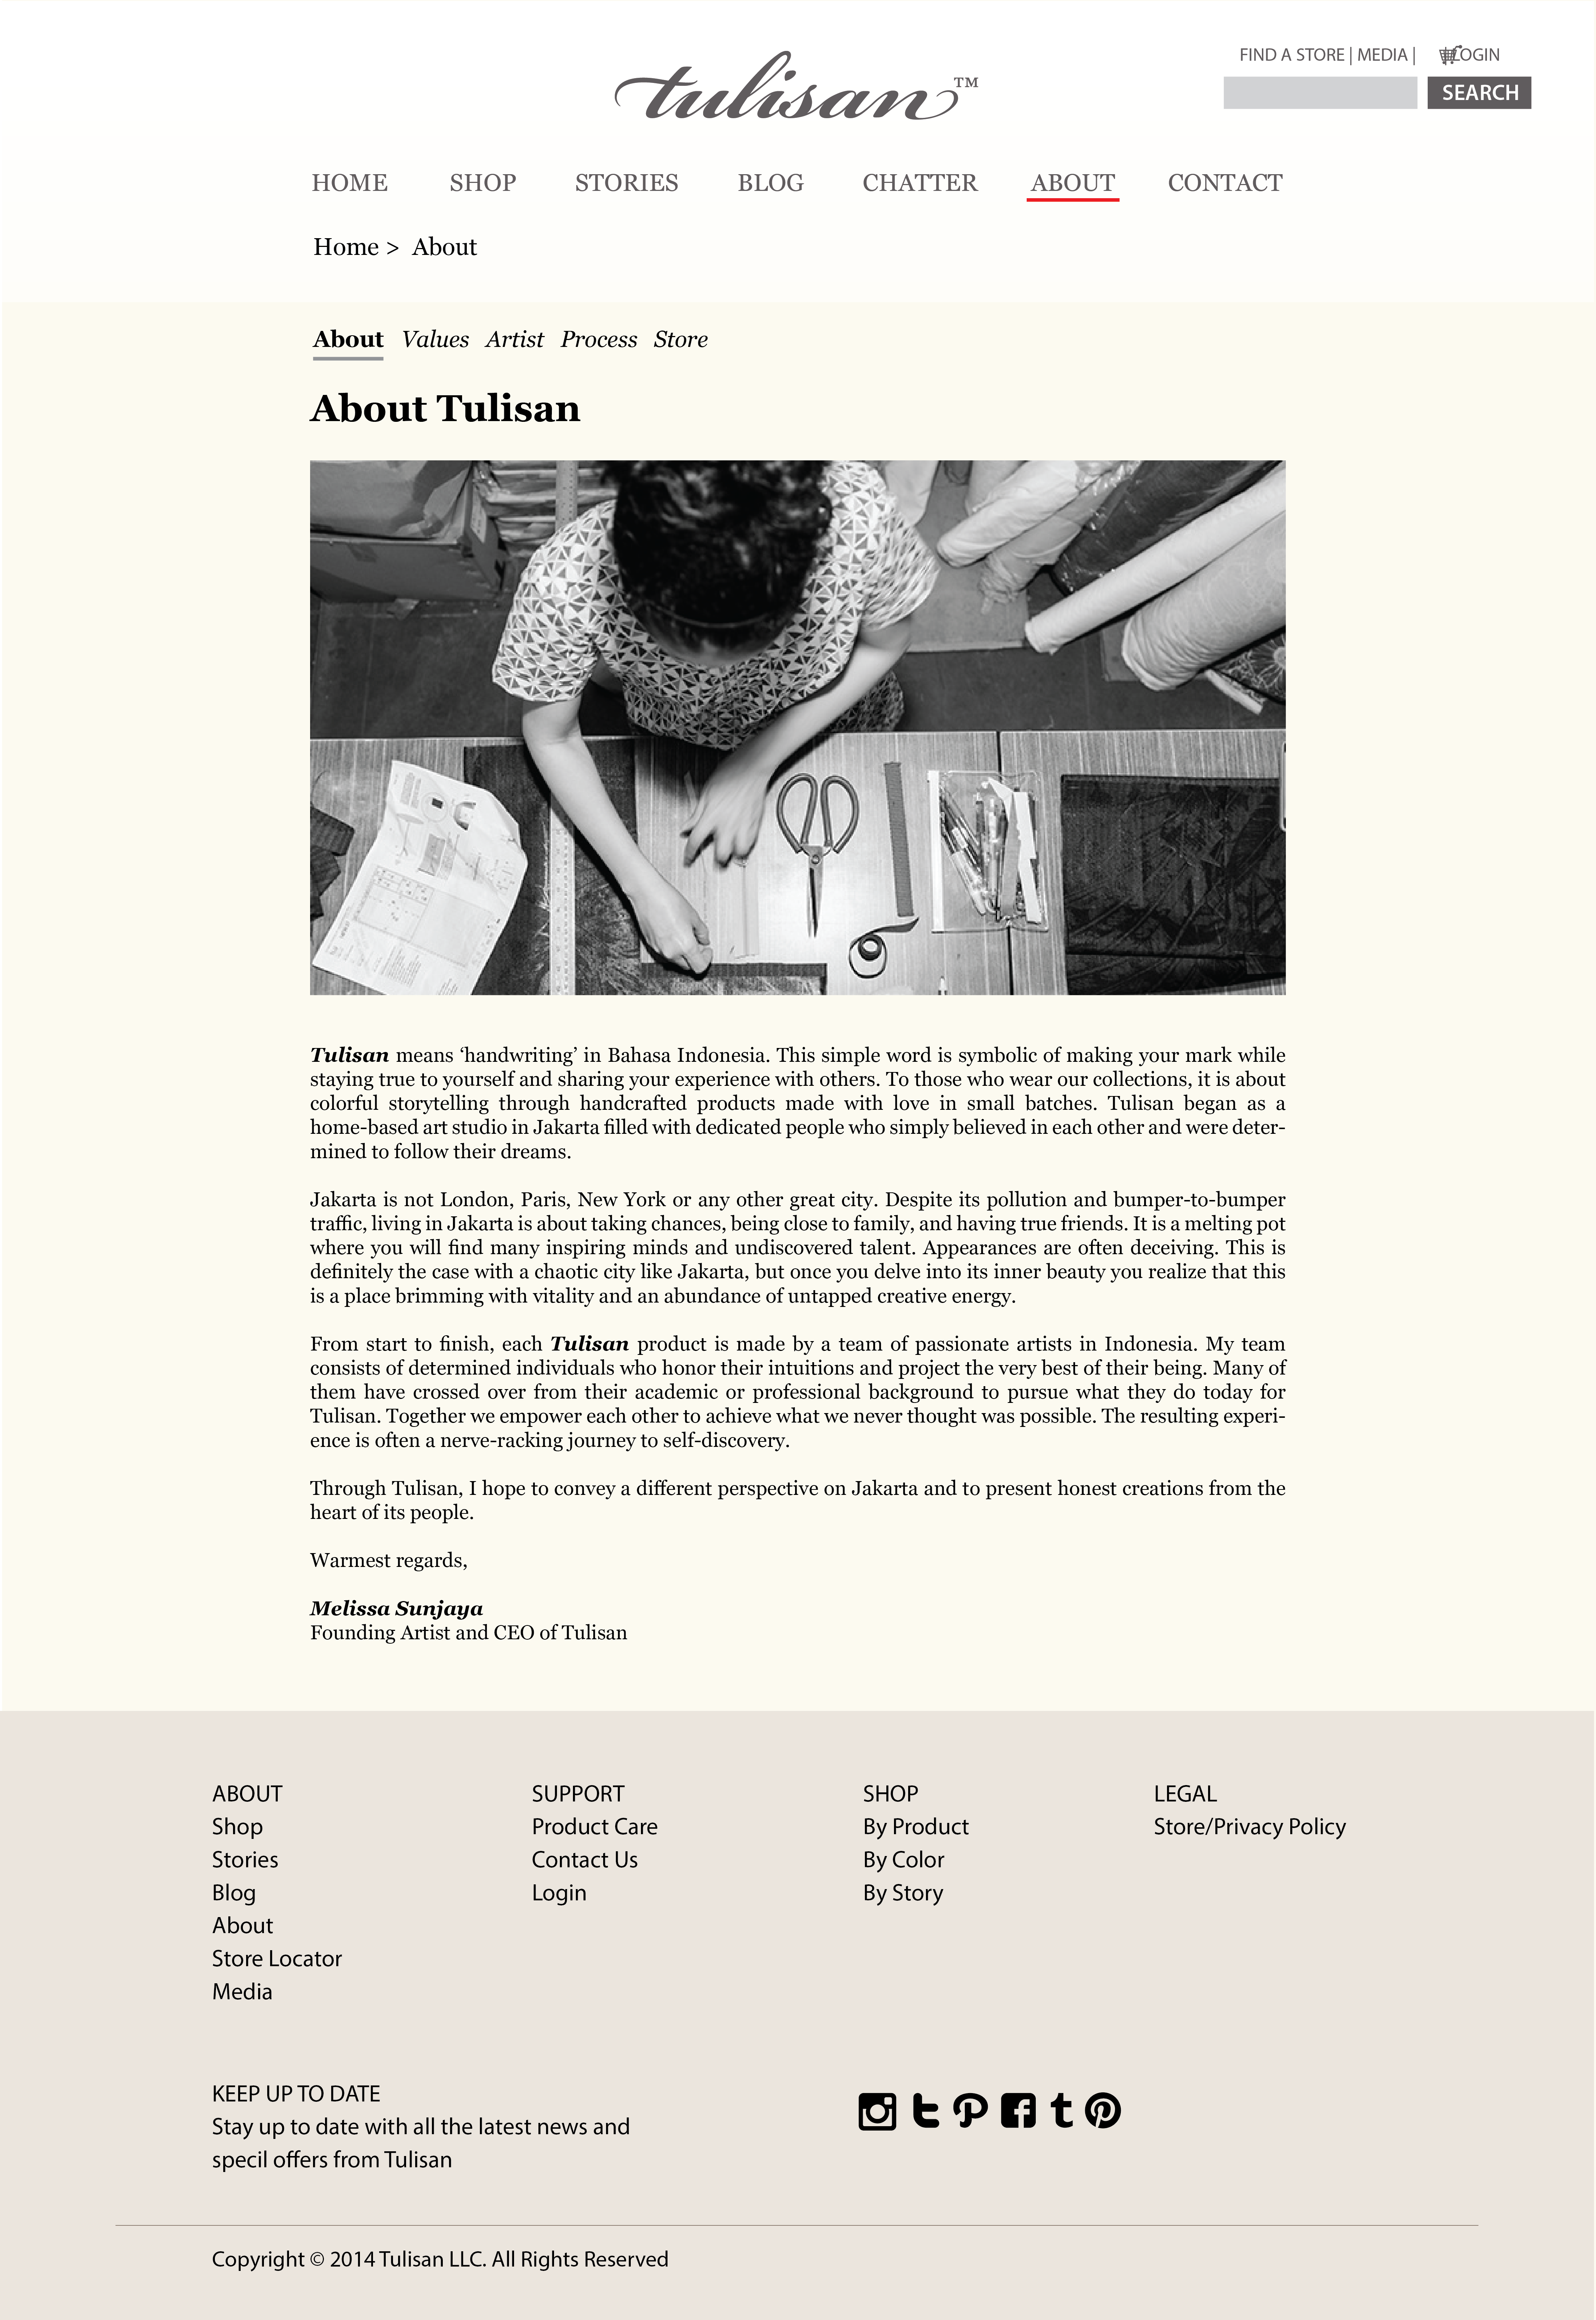 tulisan™
FIND A STORE | MEDIA | LOGIN
SEARCH
HOME SHOP STORIES BLOG CHATTER ABOUT CONTACT
Home > About
About Values Artist Process Store
About Tulisan
Tulisan means ‘handwriting’ in Bahasa Indonesia. This simple word is symbolic of making your mark while
staying true to yourself and sharing your experience with others. To those who wear our collections, it is about
colorful storytelling through handcrafted products made with love in small batches. Tulisan began as a
home-based art studio in Jakarta filled with dedicated people who simply believed in each other and were deter-
mined to follow their dreams.
Jakarta is not London, Paris, New York or any other great city. Despite its pollution and bumper-to-bumper
traffic, living in Jakarta is about taking chances, being close to family, and having true friends. It is a melting pot
where you will find many inspiring minds and undiscovered talent. Appearances are often deceiving. This is
definitely the case with a chaotic city like Jakarta, but once you delve into its inner beauty you realize that this
is a place brimming with vitality and an abundance of untapped creative energy.
From start to finish, each Tulisan product is made by a team of passionate artists in Indonesia. My team
consists of determined individuals who honor their intuitions and project the very best of their being. Many of
them have crossed over from their academic or professional background to pursue what they do today for
Tulisan. Together we empower each other to achieve what we never thought was possible. The resulting experi-
ence is often a nerve-racking journey to self-discovery.
Through Tulisan, I hope to convey a different perspective on Jakarta and to present honest creations from the
heart of its people.
Warmest regards,
Melissa Sunjaya
Founding Artist and CEO of Tulisan
ABOUT
Shop
Stories
Blog
About
Store Locator
Media
SUPPORT
Product Care
Contact Us
Login
SHOP
By Product
By Color
By Story
LEGAL
Store/Privacy Policy
KEEP UP TO DATE
Stay up to date with all the latest news and
specil offers from Tulisan
Copyright © 2014 Tulisan LLC. All Rights Reserved